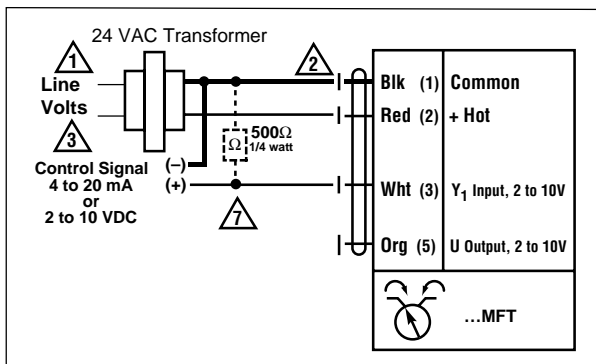 24 VAC Transformer
1
Line
Volts
2
3
Control Signal
4 to 20 mA
or
2 to 10 VDC
(–)
(+)
Ω
500Ω
1/4 watt
7
Blk (1) Common
Red (2) + Hot
Wht (3) Y1 Input, 2 to 10V
Org (5) U Output, 2 to 10V
...MFT